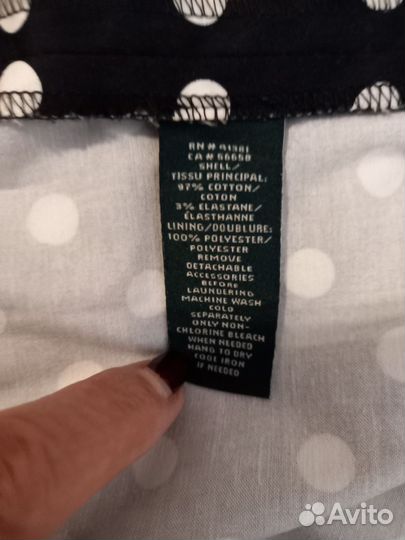 RN # 41381
CA # 56658
SHELL/
TISSU PRINCIPAL:
97% COTTON/
COTON
3% ELASTANE/
ÉLASTHANNE
LINING/DOUBLURE:
100% POLYESTER/
POLYESTER
REMOVE
DETACHABLE
ACCESSORIES
BEFORE
LAUNDERING
MACHINE WASH
COLD
SEPARATELY
ONLY NON-
CHLORINE BLEACH
WHEN NEEDED
HANG TO DRY
COOL IRON
IF NEEDED
Avito